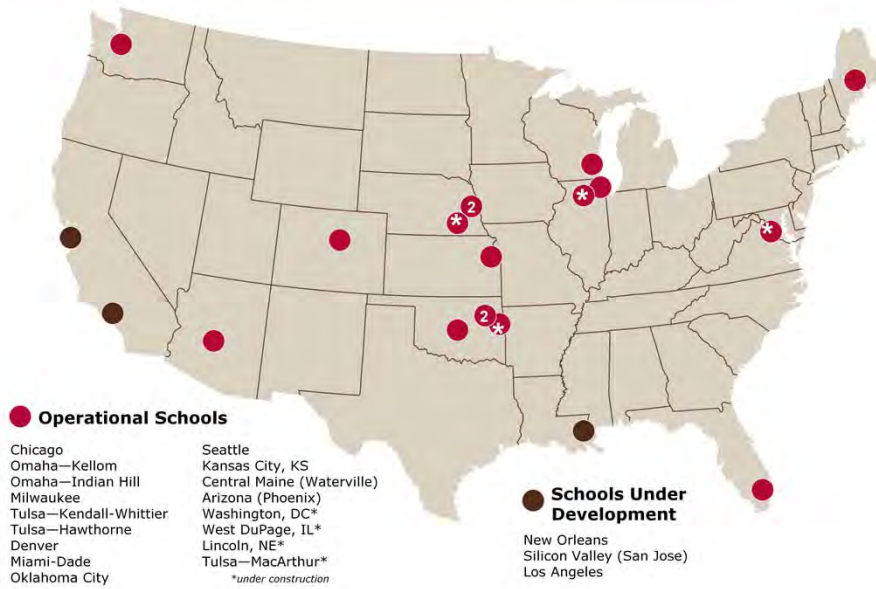 *
2
*
*
2
*
Operational Schools
Chicago
Omaha—Kellom
Omaha—Indian Hill
Milwaukee
Tulsa—Kendall-Whittier
Tulsa—Hawthorne
Denver
Miami-Dade
Oklahoma City
Seattle
Kansas City, KS
Central Maine (Waterville)
Arizona (Phoenix)
Washington, DC*
West DuPage, IL*
Lincoln, NE*
Tulsa—MacArthur*
*under construction
Schools Under
Development
New Orleans
Silicon Valley (San Jose)
Los Angeles